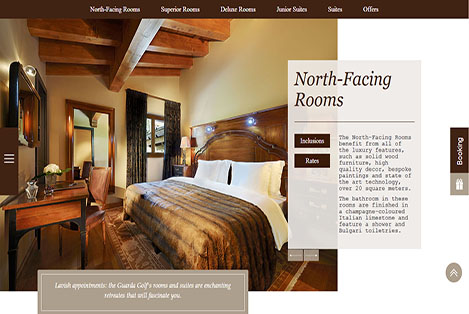 North-Facing Rooms Superior Rooms Deluxe Rooms Junior Suites Suites Offers
North-Facing
Rooms
Inclusions
Rates
The North-Facing Rooms
benefit from all of
the luxury features,
such as solid wood
furniture, high
quality decor, bespoke
paintings and state of
the art technology,
over 20 square meters.
The bathroom in these
rooms are finished in
a champagne-coloured
Italian limestone and
feature a shower and
Bulgari toiletries.
Booking
Lavish appointments: the Guarda Golf's rooms and suites are enchanting
retreats that will fascinate you.